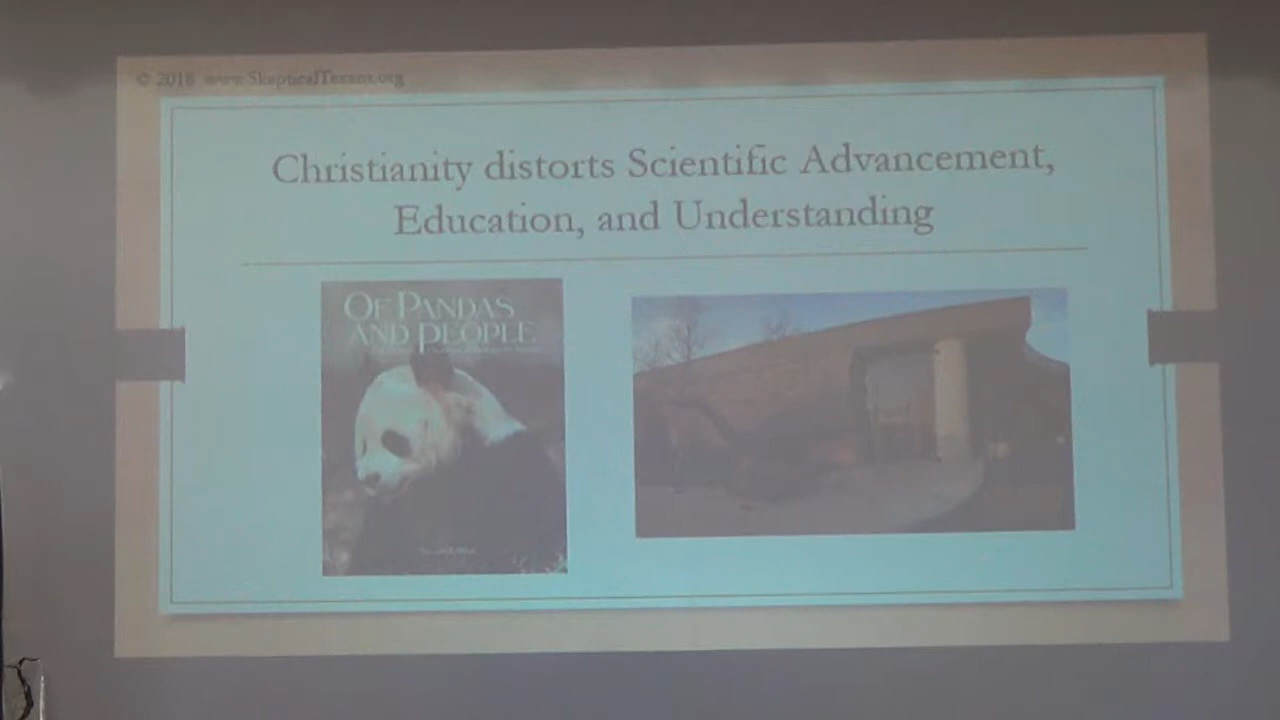 © 2018 www.SkepticalTexans.org
Christianity distorts Scientific Advancement,
Education, and Understanding
OF PANDAS
AND PEOPLE